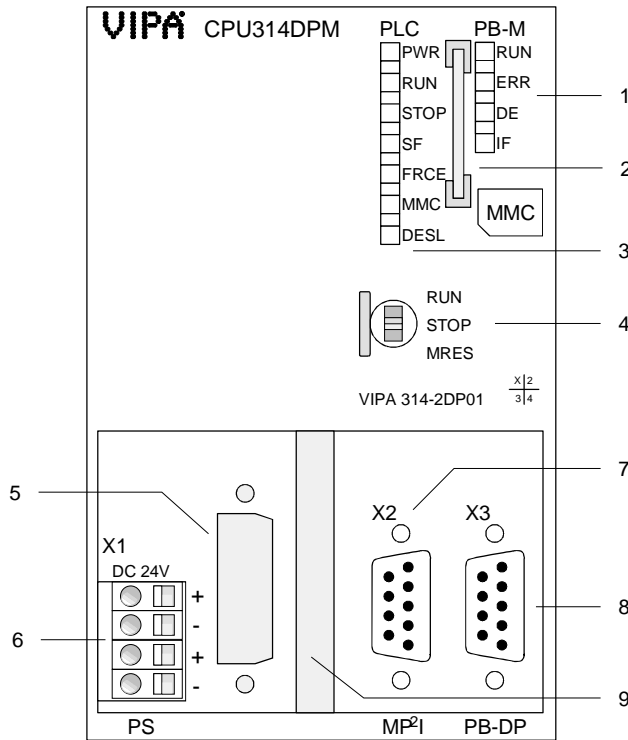 VIPA CPU314DPM PLC PB-M
PWR RUN
RUN ERR 1
STOP DE
SF IF
2
FRCE
MMC MMC
DESL
3
RUN
STOP 4
MRES
VIPA 314-2DP01 X 2
3 4
7
5
X2 X3
X1
DC 24V
+
8
-
6
+
-
9
PS MP²I PB-DP